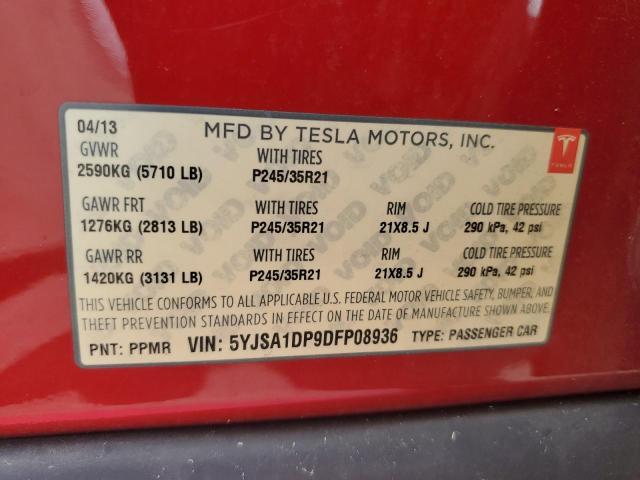 04/13 MFD BY TESLA MOTORS, INC.
GVWR WITH TIRES
2590KG (5710 LB) P245/35R21
TESLA
GAWR FRT WITH TIRES RIM COLD TIRE PRESSURE
1276KG (2813 LB) P245/35R21 21X8.5 J 290 kPa, 42 psi
GAWR RR WITH TIRES RIM COLD TIRE PRESSURE
1420KG (3131 LB) P245/35R21 21X8.5 J 290 kPa, 42 psi
THIS VEHICLE CONFORMS TO ALL APPLICABLE U.S. FEDERAL MOTOR VEHICLE SAFETY, BUMPER, AND
THEFT PREVENTION STANDARDS IN EFFECT ON THE DATE OF MANUFACTURE SHOWN ABOVE.
PNT: PPMR VIN: 5YJSA1DP9DFP08936 TYPE: PASSENGER CAR